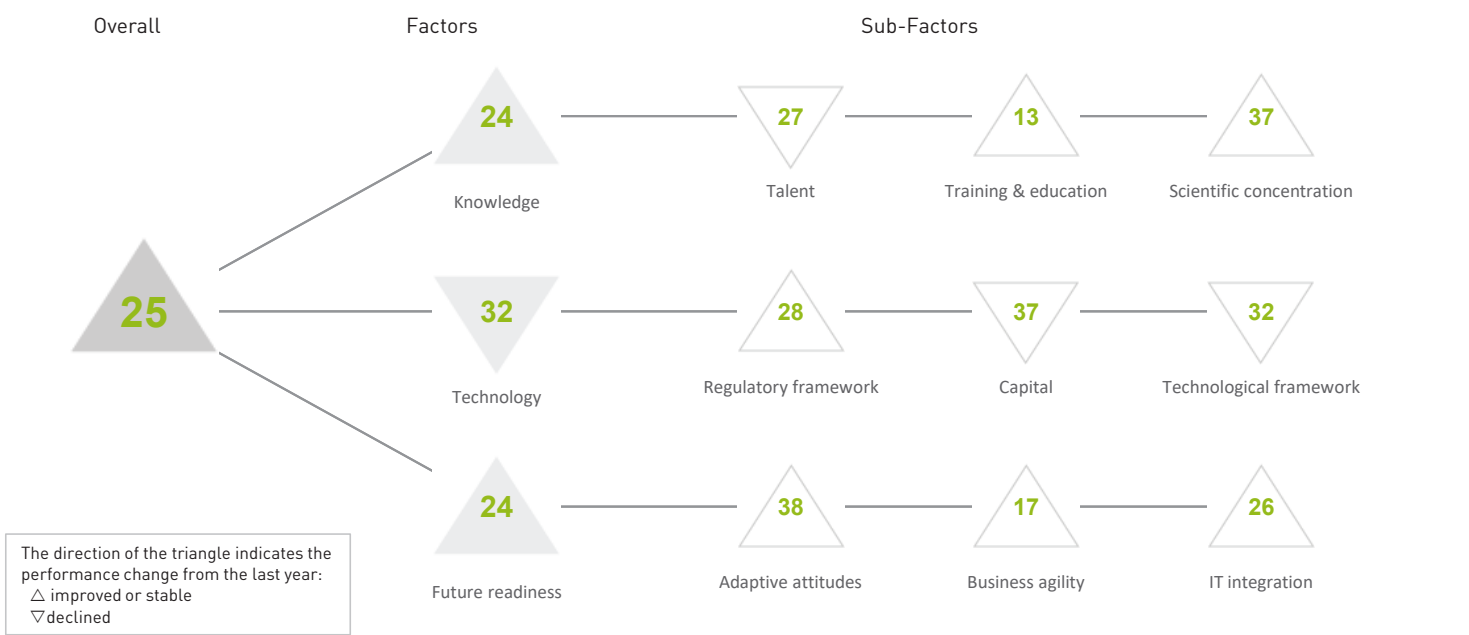 Overall
Factors
Sub-Factors
24
27
13
37
Knowledge
Talent
Training & education
Scientific concentration
25
32
28
37
32
Technology
Regulatory framework
Capital
Technological framework
24
38
17
26
Future readiness
Adaptive attitudes
Business agility
IT integration
The direction of the triangle indicates the
performance change from the last year:
△ improved or stable
▽ declined